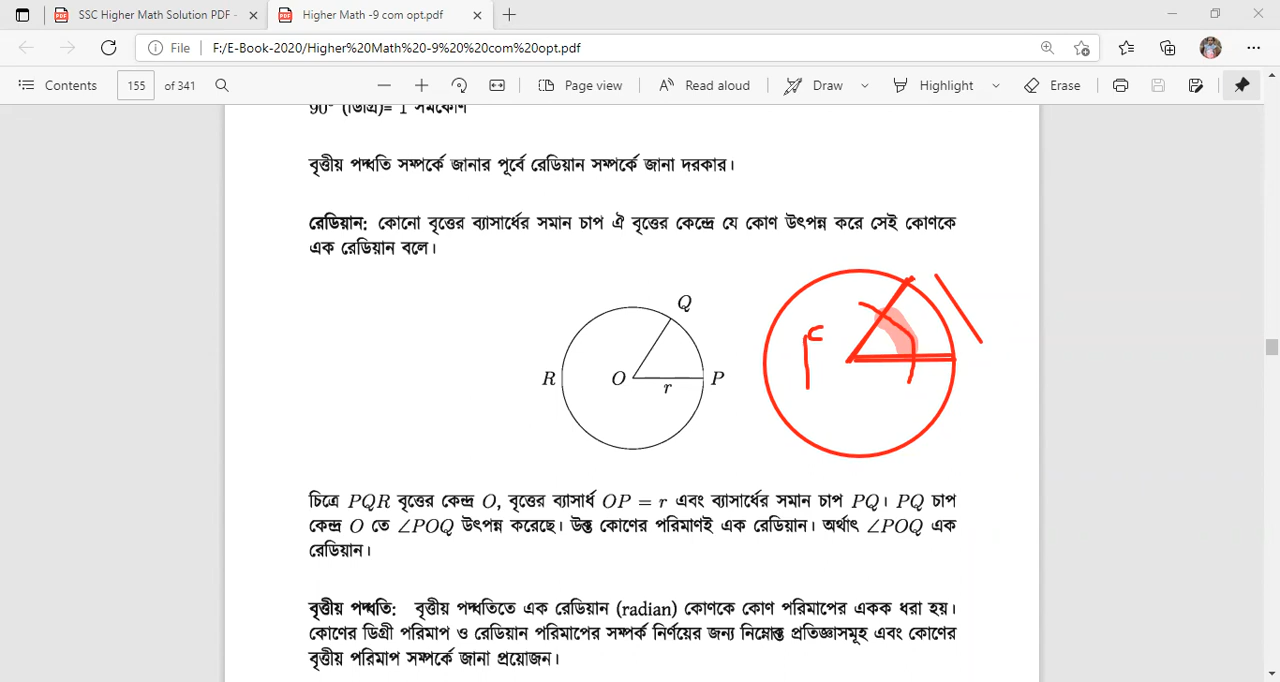 SSC Higher Math Solution PDF -
Higher Math -9 com opt.pdf
File F:/E-Book-2020/Higher%20Math%20-9%20%20com%20opt.pdf
Contents 155 of 341 Page view Read aloud Draw Highlight Erase
90° (ডিগ্রি)= 1 সমকোণ
বৃত্তীয় পদ্ধতি সম্পর্কে জানার পূর্বে রেডিয়ান সম্পর্কে জানা দরকার।
রেডিয়ান: কোনো বৃত্তের ব্যাসার্ধের সমান চাপ ঐ বৃত্তের কেন্দ্রে যে কোণ উৎপন্ন করে সেই কোণকে
এক রেডিয়ান বলে।
Q
R O P
r
r
চিত্রে PQR বৃত্তের কেন্দ্র O, বৃত্তের ব্যাসার্ধ OP = r এবং ব্যাসার্ধের সমান চাপ PQ। PQ চাপ
কেন্দ্র O তে ∠POQ উৎপন্ন করেছে। উক্ত কোণের পরিমাণই এক রেডিয়ান। অর্থাৎ ∠POQ এক
রেডিয়ান।
বৃত্তীয় পদ্ধতি: বৃত্তীয় পদ্ধতিতে এক রেডিয়ান (radian) কোণকে কোণ পরিমাপের একক ধরা হয়।
কোণের ডিগ্রী পরিমাপ ও রেডিয়ান পরিমাপের সম্পর্ক নির্ণয়ের জন্য নিম্নোক্ত প্রতিজ্ঞাসমূহ এবং কোণের
বৃত্তীয় পরিমাপ সম্পর্কে জানা প্রয়োজন।